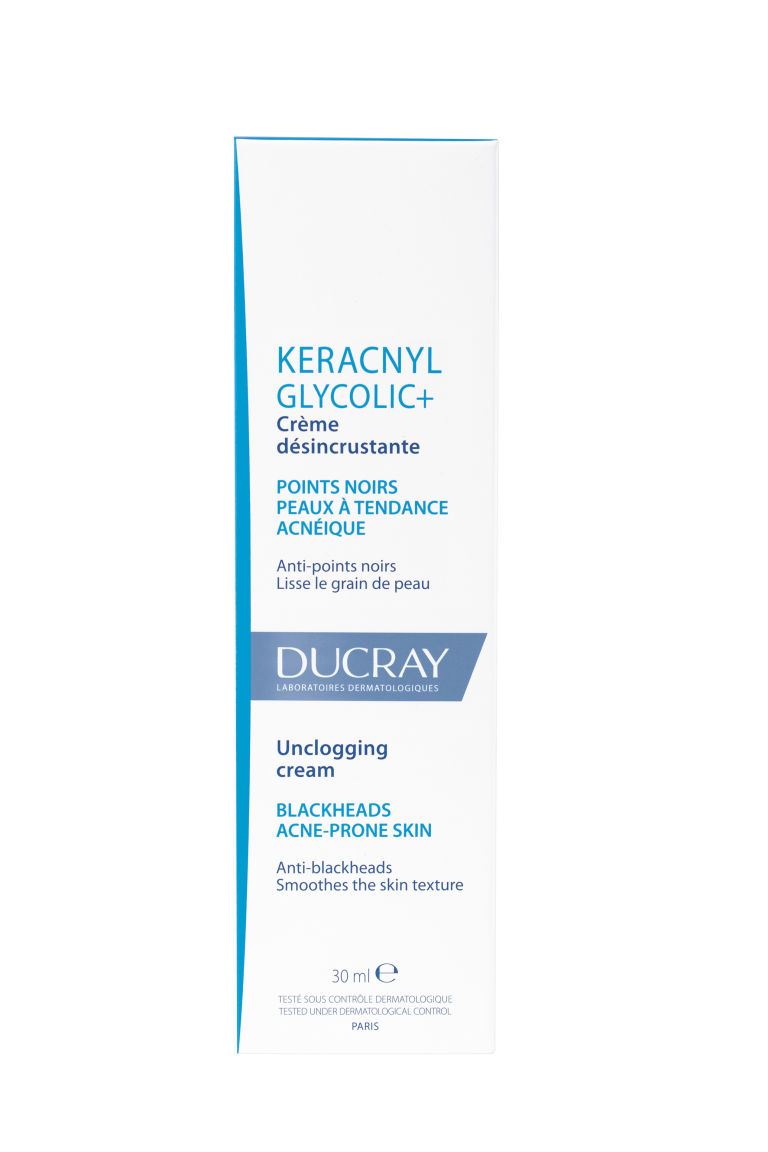 KERACNYL
GLYCOLIC+
Crème
désincrustante
POINTS NOIRS
PEAUX À TENDANCE
ACNÉIQUE
Anti-points noirs
Lisse le grain de peau
DUCRAY
LABORATOIRES DERMATOLOGIQUES
Unclogging
cream
BLACKHEADS
ACNE-PRONE SKIN
Anti-blackheads
Smoothes the skin texture
30 ml ℮
TESTÉ SOUS CONTRÔLE DERMATOLOGIQUE
TESTED UNDER DERMATOLOGICAL CONTROL
PARIS